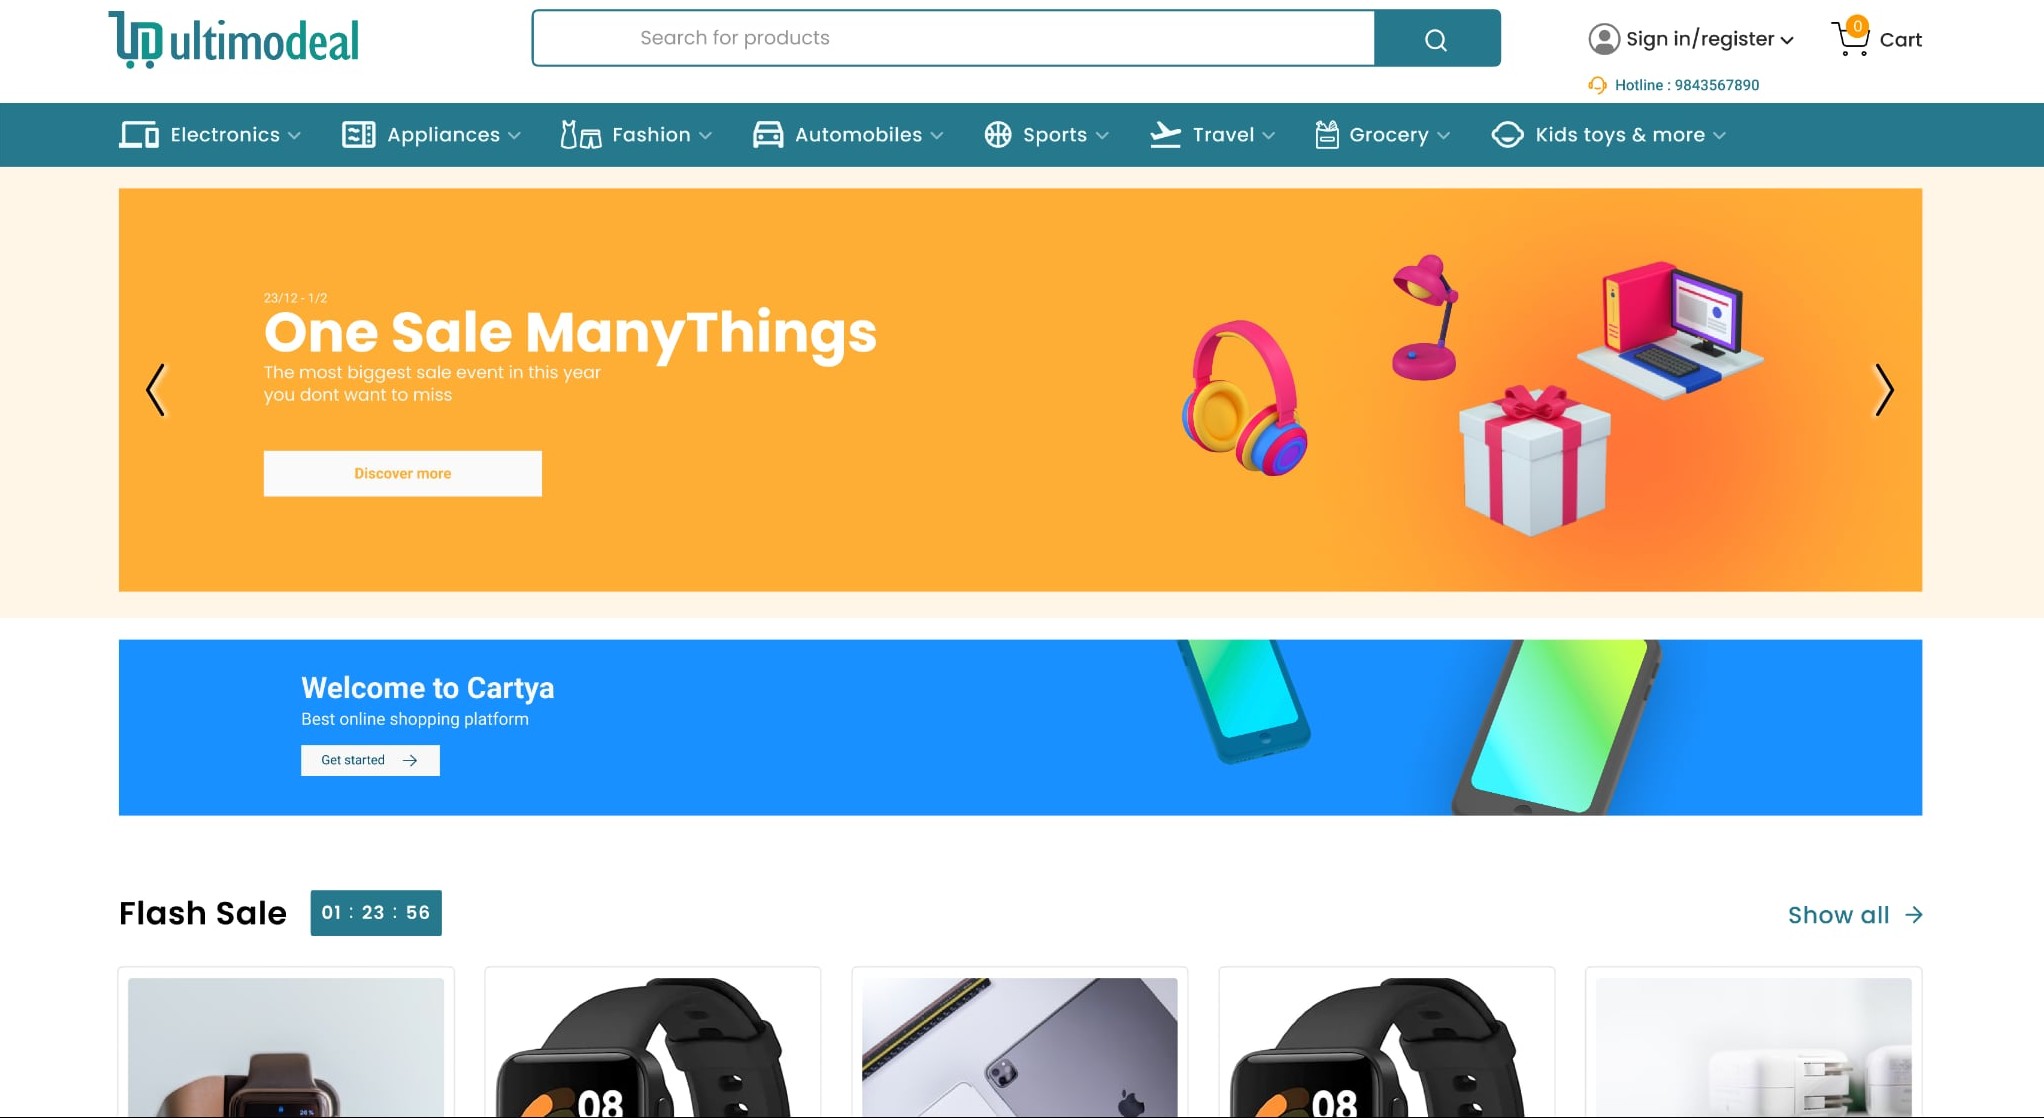 ultimodeal
Search for products
Sign in/register
0
Cart
Hotline : 9843567890
Electronics
Appliances
Fashion
Automobiles
Sports
Travel
Grocery
Kids toys & more
23/12 - 1/2
One Sale ManyThings
The most biggest sale event in this year
you dont want to miss
Discover more
Welcome to Cartya
Best online shopping platform
Get started
Flash Sale
01 : 23 : 56
Show all
26%
08
08